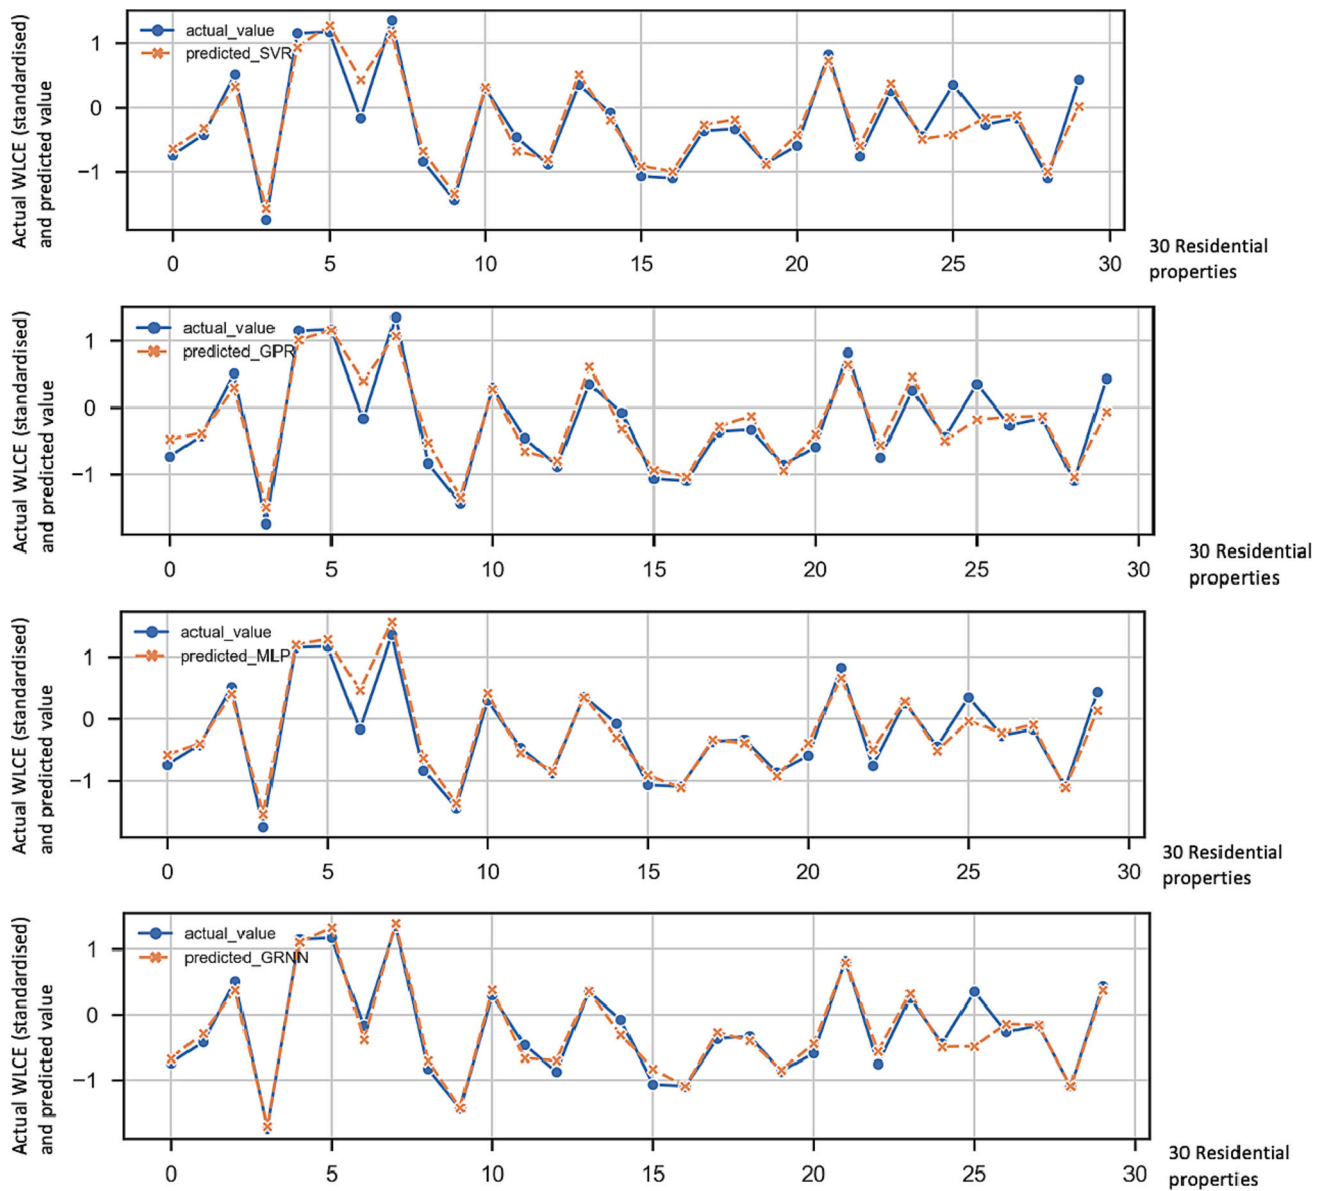 Actual WLCE (standardised)
and predicted value
actual_value
predicted_SVR
1
0
−1
0 5 10 15 20 25 30
30 Residential
properties
Actual WLCE (standardised)
and predicted value
actual_value
predicted_GPR
1
0
−1
0 5 10 15 20 25 30
30 Residential
properties
Actual WLCE (standardised)
and predicted value
actual_value
predicted_MLP
1
0
−1
0 5 10 15 20 25 30
30 Residential
properties
Actual WLCE (standardised)
and predicted value
actual_value
predicted_GRNN
1
0
−1
0 5 10 15 20 25 30
30 Residential
properties